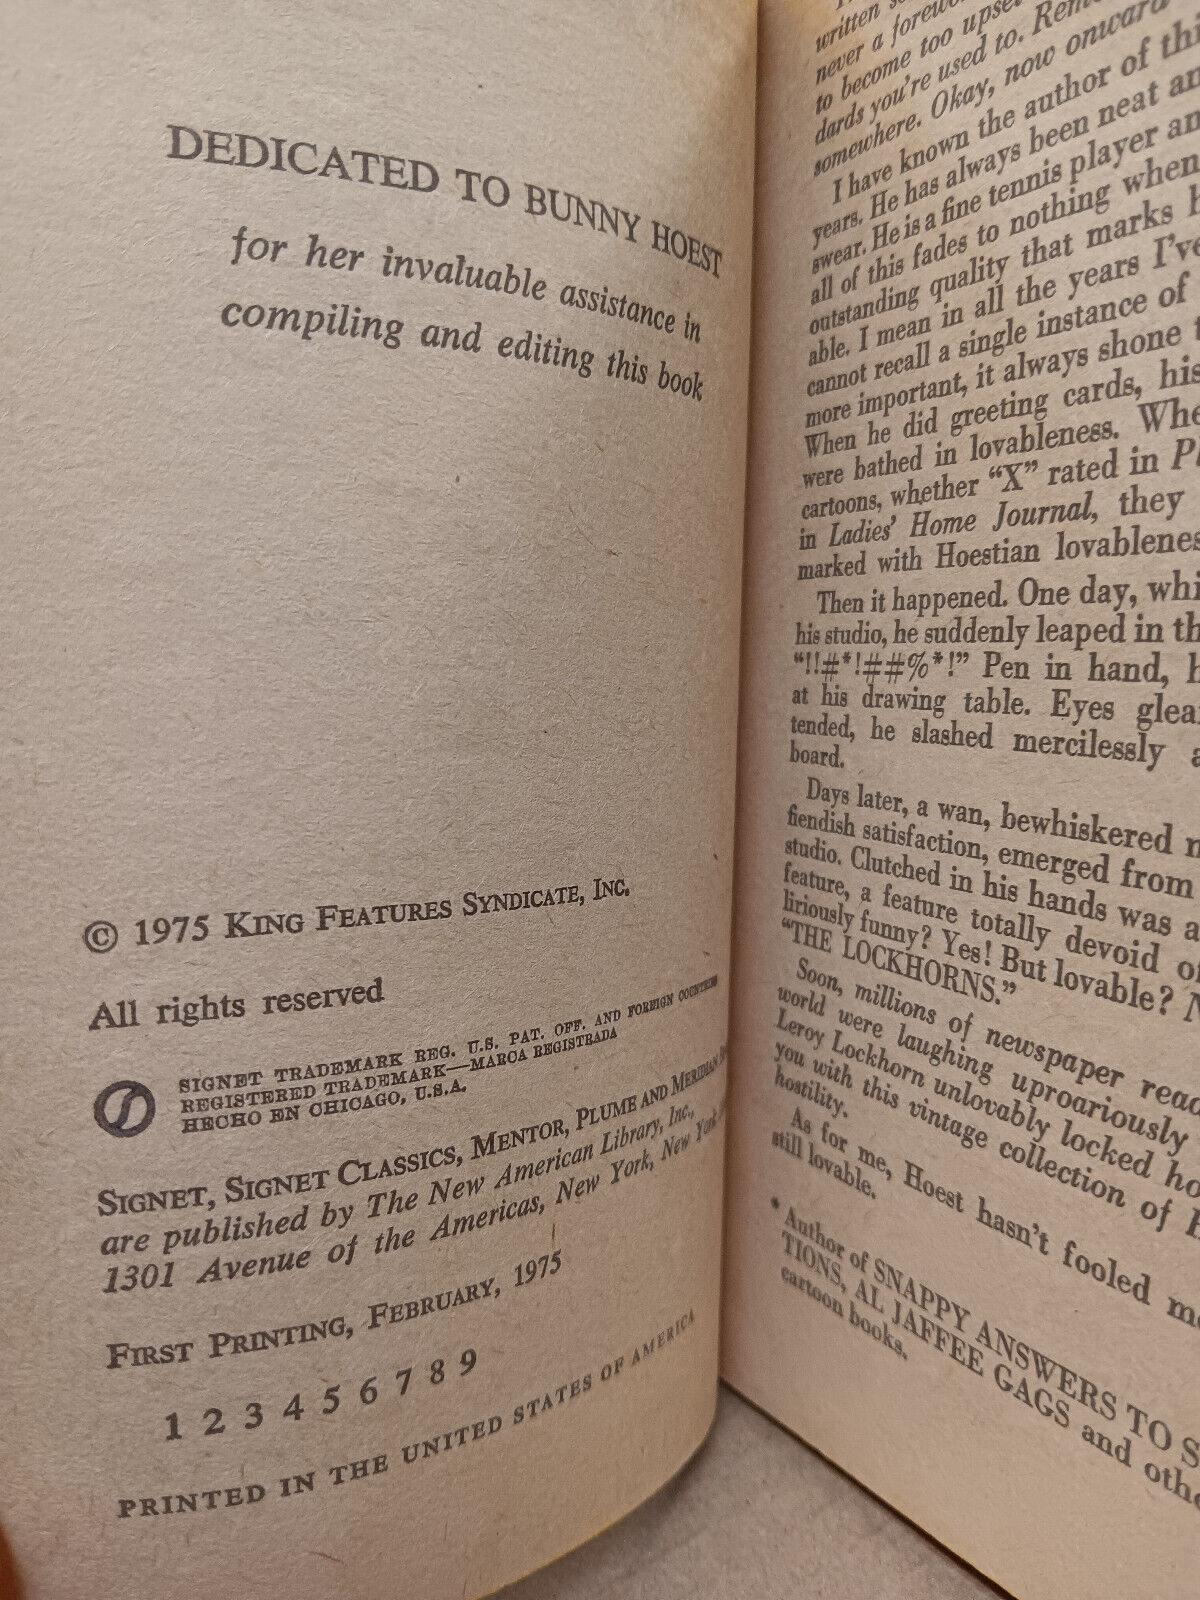 DEDICATED TO BUNNY HOEST
for her invaluable assistance in
compiling and editing this book
© 1975 KING FEATURES SYNDICATE, INC.
All rights reserved
SIGNET TRADEMARK REG. U.S. PAT. OFF. AND FOREIGN COUNTRIES
REGISTERED TRADEMARK—MARCA REGISTRADA
HECHO EN CHICAGO, U.S.A.
SIGNET, SIGNET CLASSICS, MENTOR, PLUME AND MERIDIAN
are published by The New American Library, Inc.,
1301 Avenue of the Americas, New York, New York
FIRST PRINTING, FEBRUARY, 1975
1 2 3 4 5 6 7 8 9
PRINTED IN THE UNITED STATES OF AMERICA
written
never a
to become too upset
dards you're used to.
somewhere. Okay, now onward
I have known the author of
years. He has always been neat
swear. He is a fine tennis player
all of this fades to nothing when
outstanding quality that marks
able. I mean in all the years I've
cannot recall a single instance of
more important, it always shone
When he did greeting cards, his
were bathed in lovableness.
cartoons, whether "X" rated in
in Ladies' Home Journal, they
marked with Hoestian
Then it happened. One day,
his studio, he suddenly leaped in
"!!#*!##%*!" Pen in hand,
at his drawing table. Eyes
tended, he slashed mercilessly
board.
Days later, a wan, bewhiskered
fiendish satisfaction, emerged from
studio. Clutched in his hands was a
feature, a feature totally devoid
liriously funny? Yes! But lovable?
"THE LOCKHORNS."
Soon, millions of newspaper
world were laughing uproariously
Leroy Lockhorn unlovably locked
you with this vintage collection of
hostility.
As for me, Hoest hasn't fooled
still lovable.
* Author of SNAPPY ANSWERS TO
TIONS, AL JAFFEE GAGS and
cartoon books.